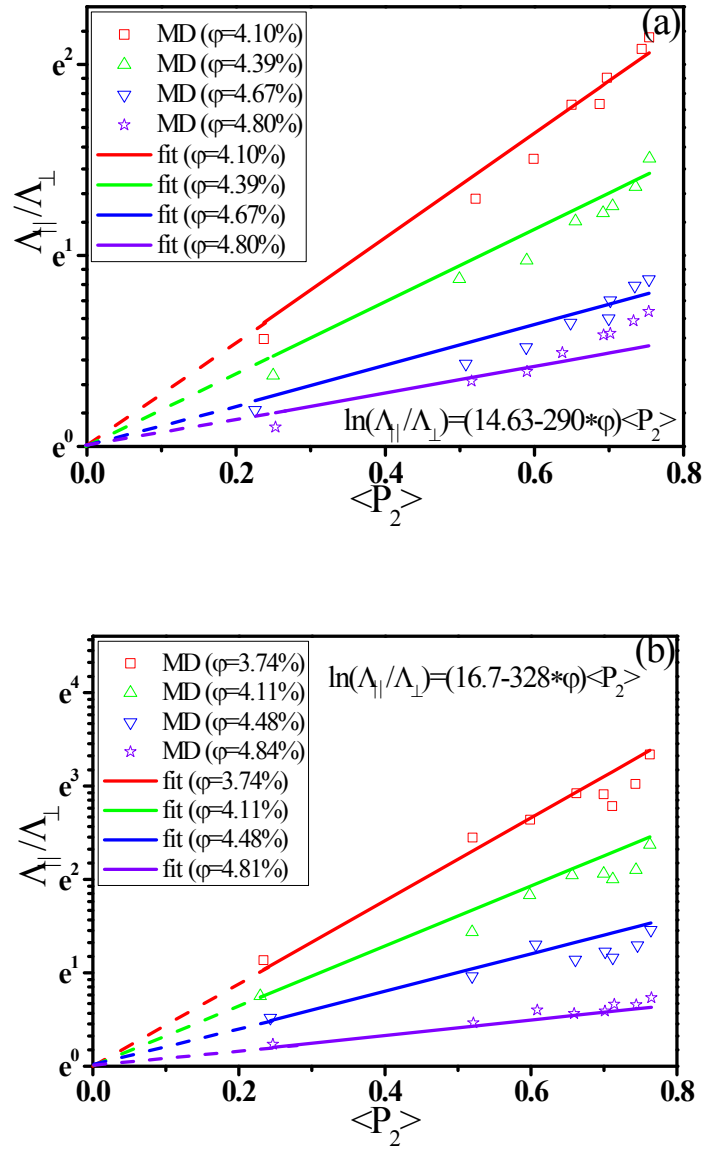 (a)
MD (φ=4.10%)
MD (φ=4.39%)
MD (φ=4.67%)
MD (φ=4.80%)
fit (φ=4.10%)
fit (φ=4.39%)
fit (φ=4.67%)
fit (φ=4.80%)
e²
e¹
e⁰
Λ||/Λ⊥
ln(Λ||/Λ⊥)=(14.63-290*φ)<P₂>
0.0 0.2 0.4 0.6 0.8
<P₂>
(b)
MD (φ=3.74%)
MD (φ=4.11%)
MD (φ=4.48%)
MD (φ=4.84%)
fit (φ=3.74%)
fit (φ=4.11%)
fit (φ=4.48%)
fit (φ=4.81%)
ln(Λ||/Λ⊥)=(16.7-328*φ)<P₂>
e⁴
e³
e²
e¹
e⁰
Λ||/Λ⊥
0.0 0.2 0.4 0.6 0.8
<P₂>